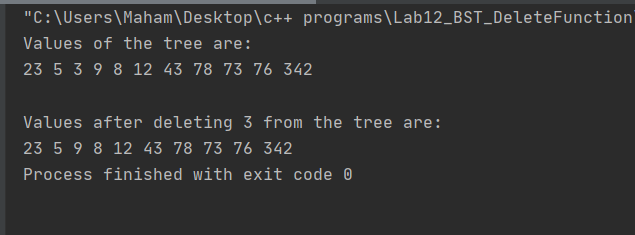 "C:\Users\Maham\Desktop\c++ programs\Lab12_BST_DeleteFunction
Values of the tree are:
23 5 3 9 8 12 43 78 73 76 342
Values after deleting 3 from the tree are:
23 5 9 8 12 43 78 73 76 342
Process finished with exit code 0